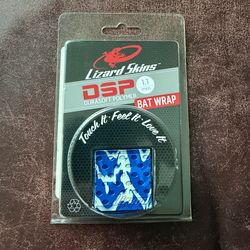 Lizard Skins
DSP
DURASOFT POLYMER
1.1
BAT WRAP
Touch It - Feel It - Love It